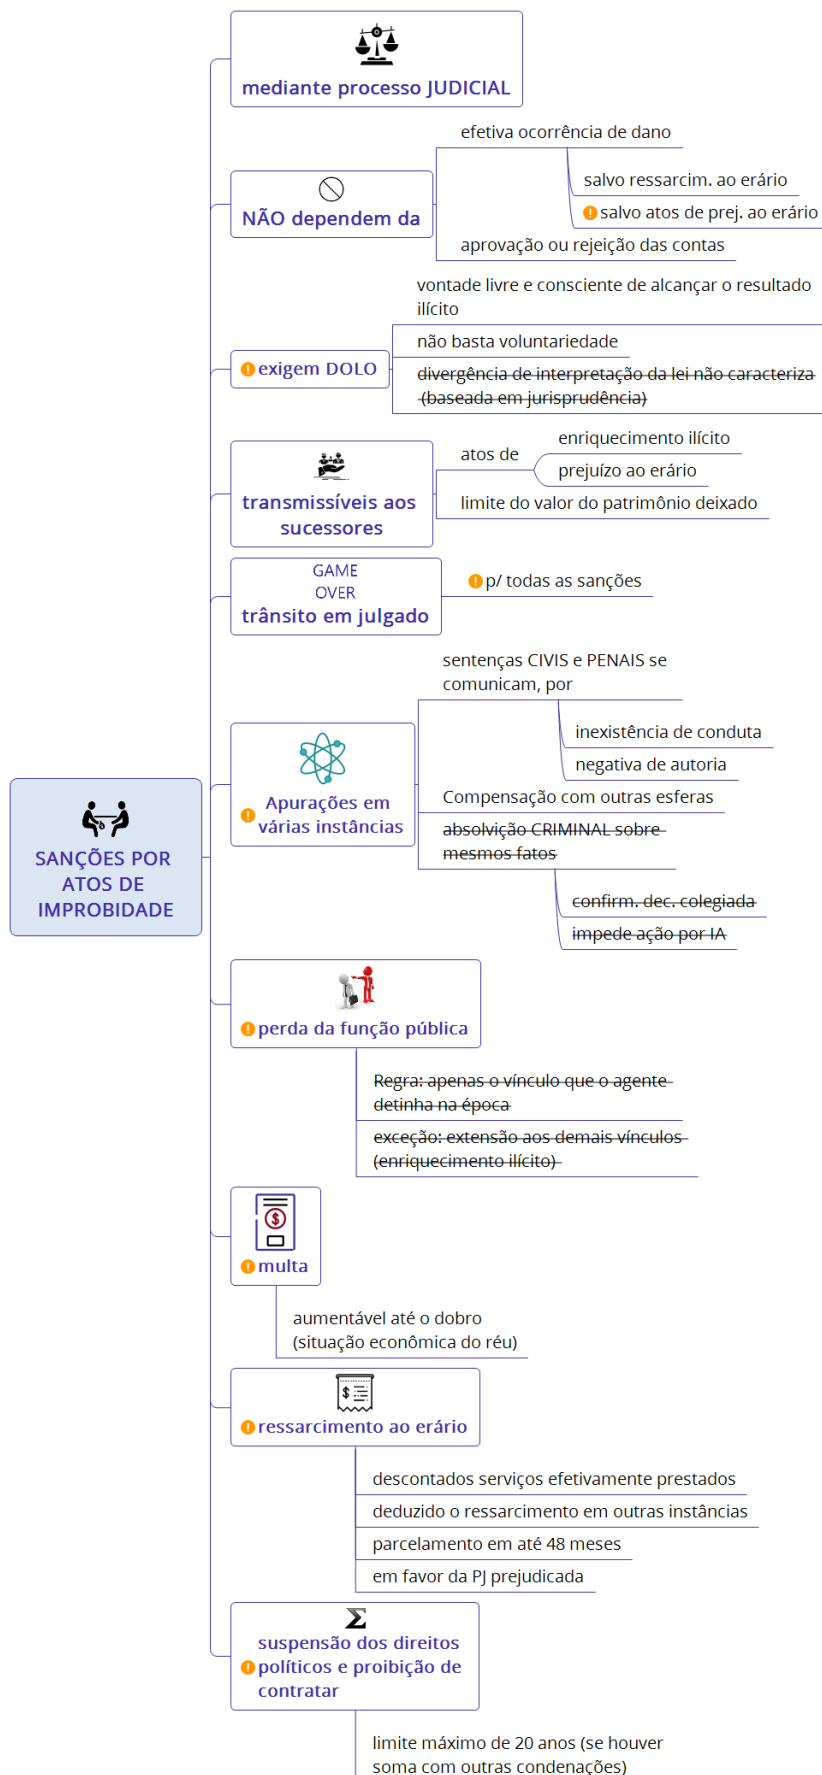 mediante processo JUDICIAL
efetiva ocorrência de dano
salvo ressarcim. ao erário
salvo atos de prej. ao erário
NÃO dependem da
aprovação ou rejeição das contas
vontade livre e consciente de alcançar o resultado
ilícito
não basta voluntariedade
exigem DOLO
divergência de interpretação da lei não caracteriza
(baseada em jurisprudência)
atos de
enriquecimento ilícito
prejuízo ao erário
transmissíveis aos
sucessores
limite do valor do patrimônio deixado
GAME
OVER
trânsito em julgado
p/ todas as sanções
sentenças CIVIS e PENAIS se
comunicam, por
inexistência de conduta
negativa de autoria
Apurações em
várias instâncias
Compensação com outras esferas
absolvição CRIMINAL sobre
mesmos fatos
confirm. dec. colegiada
impede ação por IA
SANÇÕES POR
ATOS DE
IMPROBIDADE
perda da função pública
Regra: apenas o vínculo que o agente
detinha na época
exceção: extensão aos demais vínculos
(enriquecimento ilícito)
multa
aumentável até o dobro
(situação econômica do réu)
ressarcimento ao erário
descontados serviços efetivamente prestados
deduzido o ressarcimento em outras instâncias
parcelamento em até 48 meses
em favor da PJ prejudicada
suspensão dos direitos
políticos e proibição de
contratar
limite máximo de 20 anos (se houver
soma com outras condenações)